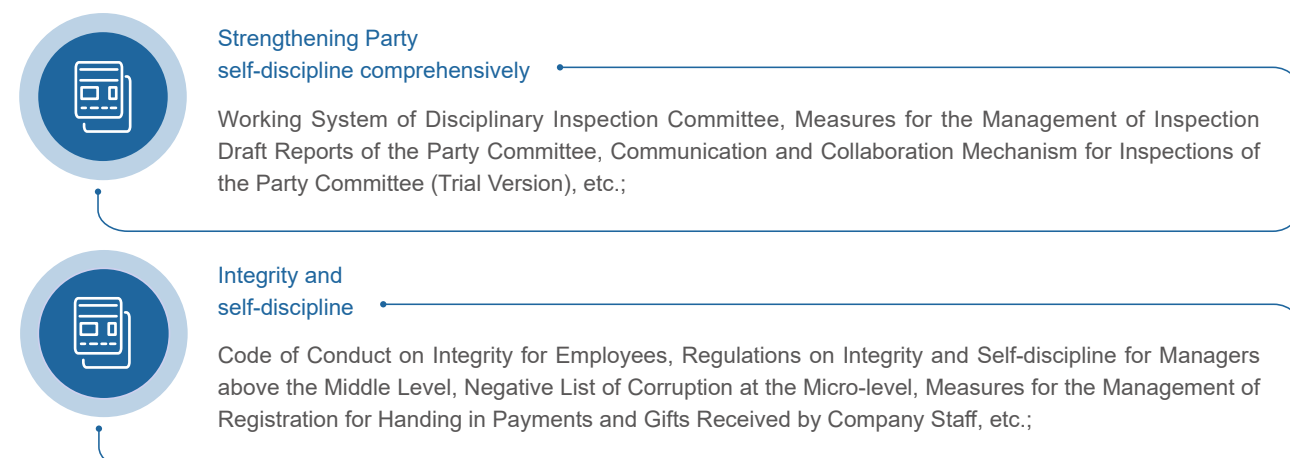 Strengthening Party
self-discipline comprehensively
Working System of Disciplinary Inspection Committee, Measures for the Management of Inspection
Draft Reports of the Party Committee, Communication and Collaboration Mechanism for Inspections of
the Party Committee (Trial Version), etc.;
Integrity and
self-discipline
Code of Conduct on Integrity for Employees, Regulations on Integrity and Self-discipline for Managers
above the Middle Level, Negative List of Corruption at the Micro-level, Measures for the Management of
Registration for Handing in Payments and Gifts Received by Company Staff, etc.;